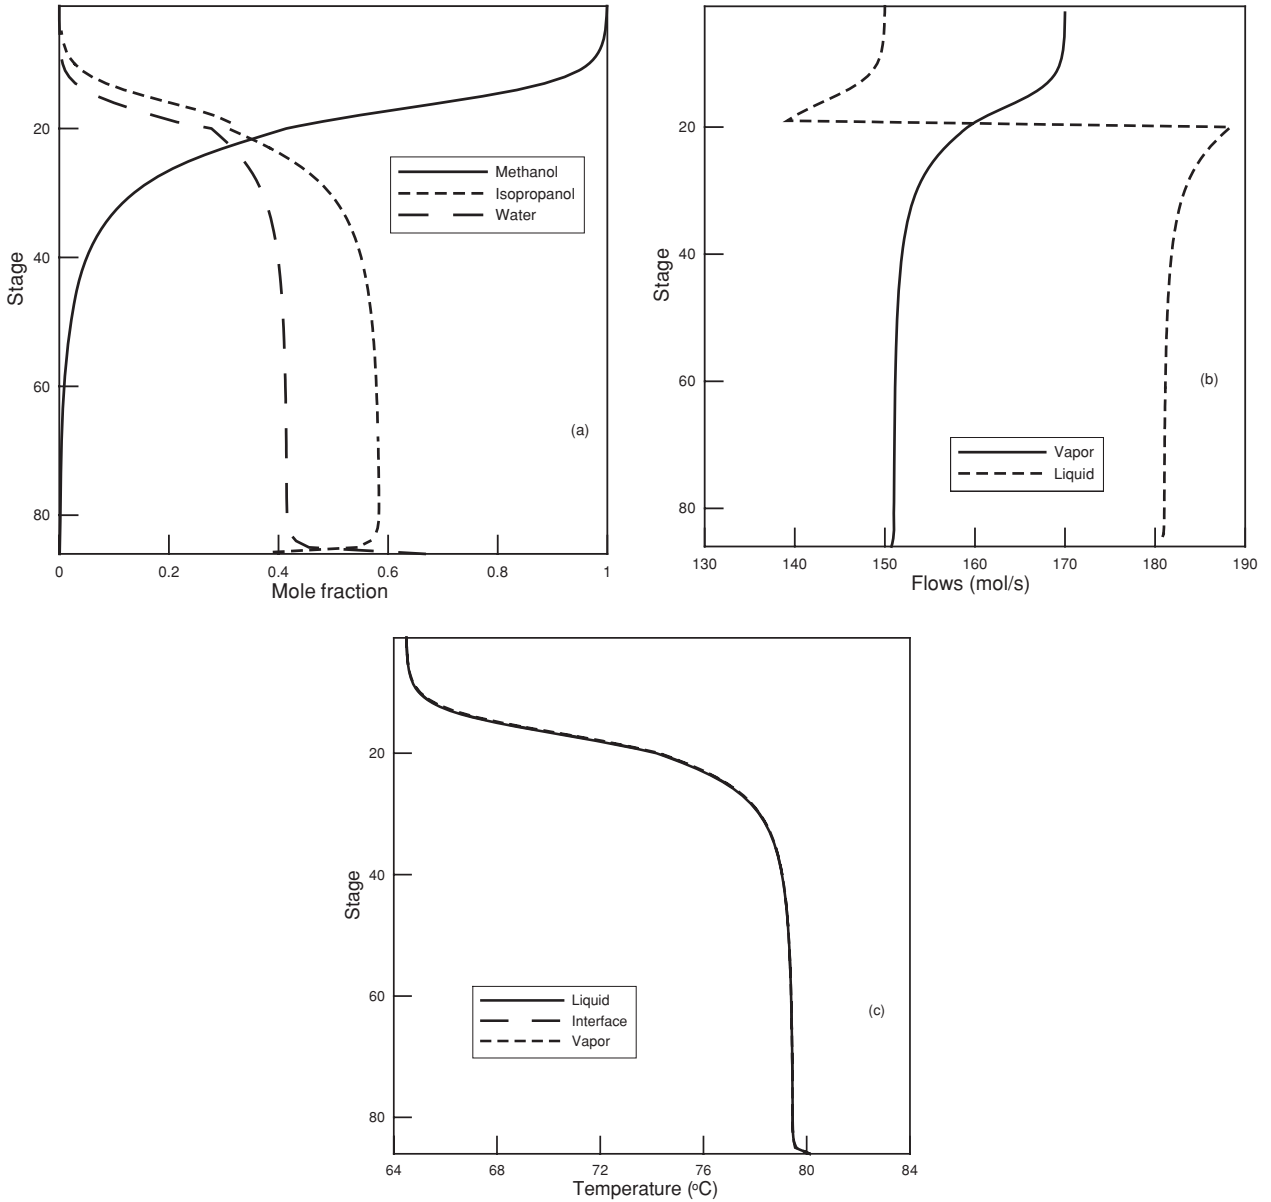 Stage
20
40
60
80
Methanol
Isopropanol
Water
(a)
0
0.2
0.4
0.6
0.8
1
Mole fraction
Stage
20
40
60
80
(b)
Vapor
Liquid
130
140
150
160
170
180
190
Flows (mol/s)
Stage
20
40
60
80
Liquid
Interface
Vapor
(c)
64
68
72
76
80
84
Temperature (ºC)